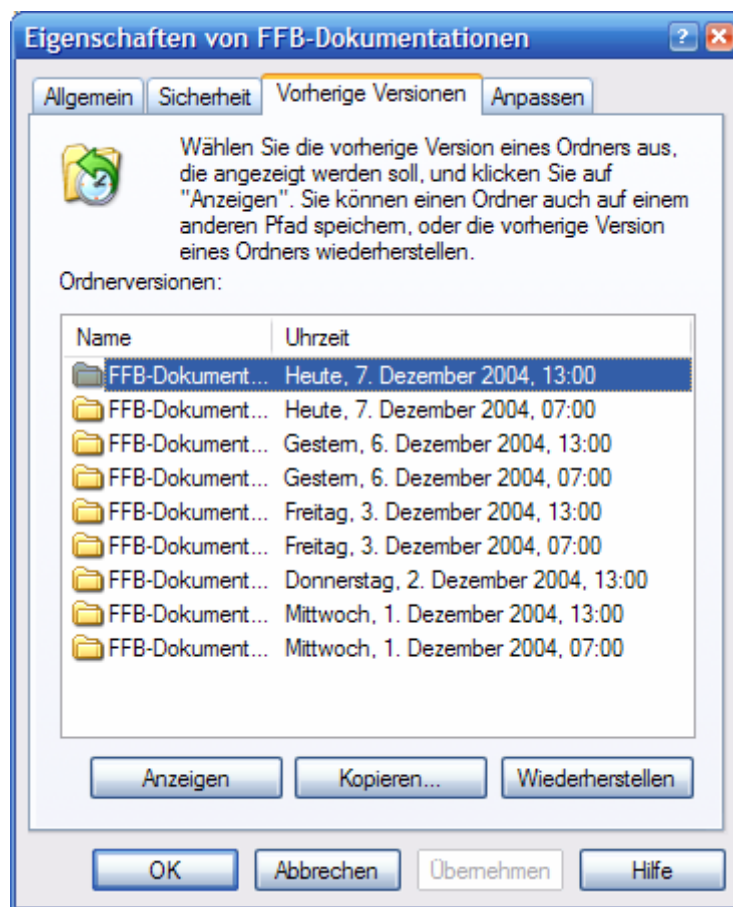 Eigenschaften von FFB-Dokumentationen
Allgemein Sicherheit Vorherige Versionen Anpassen
Wählen Sie die vorherige Version eines Ordners aus,
die angezeigt werden soll, und klicken Sie auf
"Anzeigen". Sie können einen Ordner auch auf einem
anderen Pfad speichern, oder die vorherige Version
eines Ordners wiederherstellen.
Ordnerversionen:
Name Uhrzeit
FFB-Dokument... Heute, 7. Dezember 2004, 13:00
FFB-Dokument... Heute, 7. Dezember 2004, 07:00
FFB-Dokument... Gestern, 6. Dezember 2004, 13:00
FFB-Dokument... Gestern, 6. Dezember 2004, 07:00
FFB-Dokument... Freitag, 3. Dezember 2004, 13:00
FFB-Dokument... Freitag, 3. Dezember 2004, 07:00
FFB-Dokument... Donnerstag, 2. Dezember 2004, 13:00
FFB-Dokument... Mittwoch, 1. Dezember 2004, 13:00
FFB-Dokument... Mittwoch, 1. Dezember 2004, 07:00
Anzeigen Kopieren... Wiederherstellen
OK Abbrechen Übernehmen Hilfe